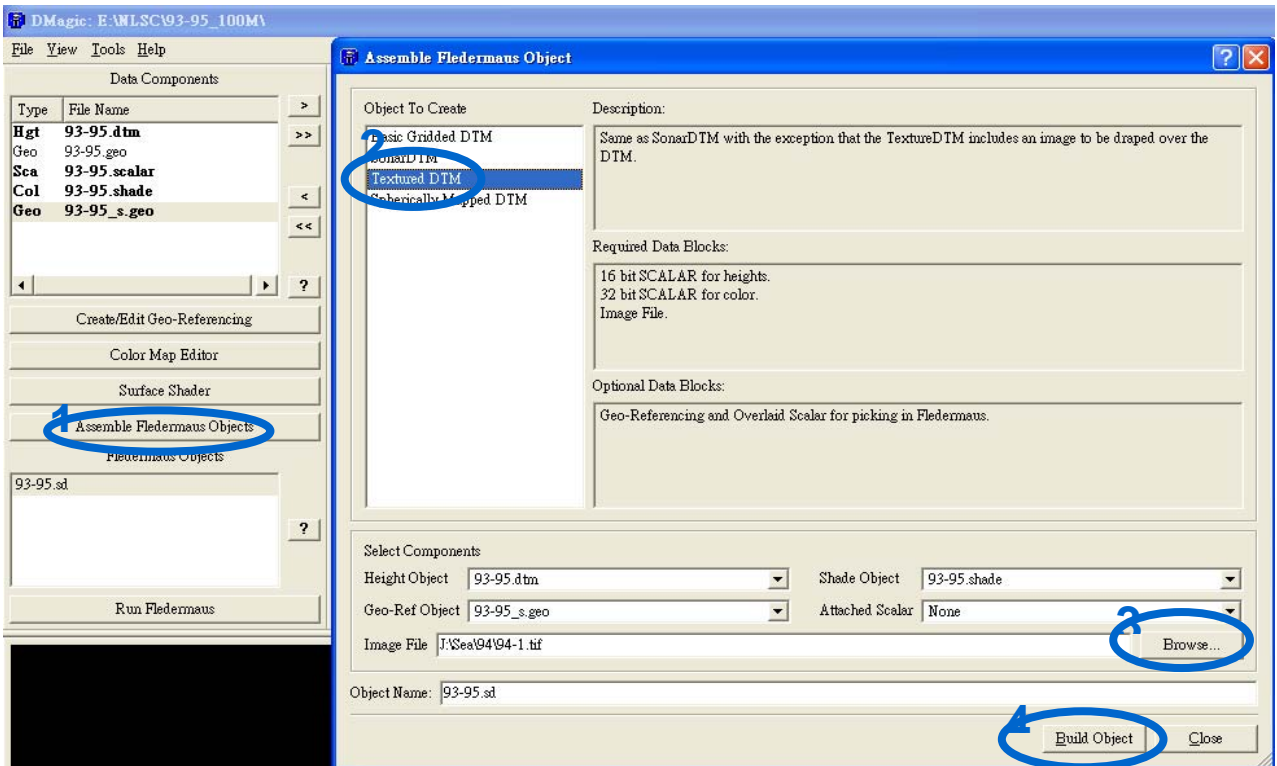 DMagic: E:\NLSC\93-95_100M\
File View Tools Help
Data Components
Type File Name
Hgt 93-95.dtm
Geo 93-95.geo
Sca 93-95.scalar
Col 93-95.shade
Geo 93-95_s.geo
>
>>
<
<<
?
Create/Edit Geo-Referencing
Color Map Editor
Surface Shader
1
Assemble Fledermaus Objects
Fledermaus Objects
93-95.sd
?
Run Fledermaus
Assemble Fledermaus Object
Object To Create
2
Basic Gridded DTM
SonarDTM
Textured DTM
Spherically Mapped DTM
Description:
Same as SonarDTM with the exception that the TextureDTM includes an image to be draped over the
DTM.
Required Data Blocks:
16 bit SCALAR for heights.
32 bit SCALAR for color.
Image File.
Optional Data Blocks:
Geo-Referencing and Overlaid Scalar for picking in Fledermaus.
Select Components
Height Object 93-95.dtm Shade Object 93-95.shade
Geo-Ref Object 93-95_s.geo Attached Scalar None
3
Image File J:\Sea\94\94-1.tif Browse...
Object Name: 93-95.sd
4
Build Object Close